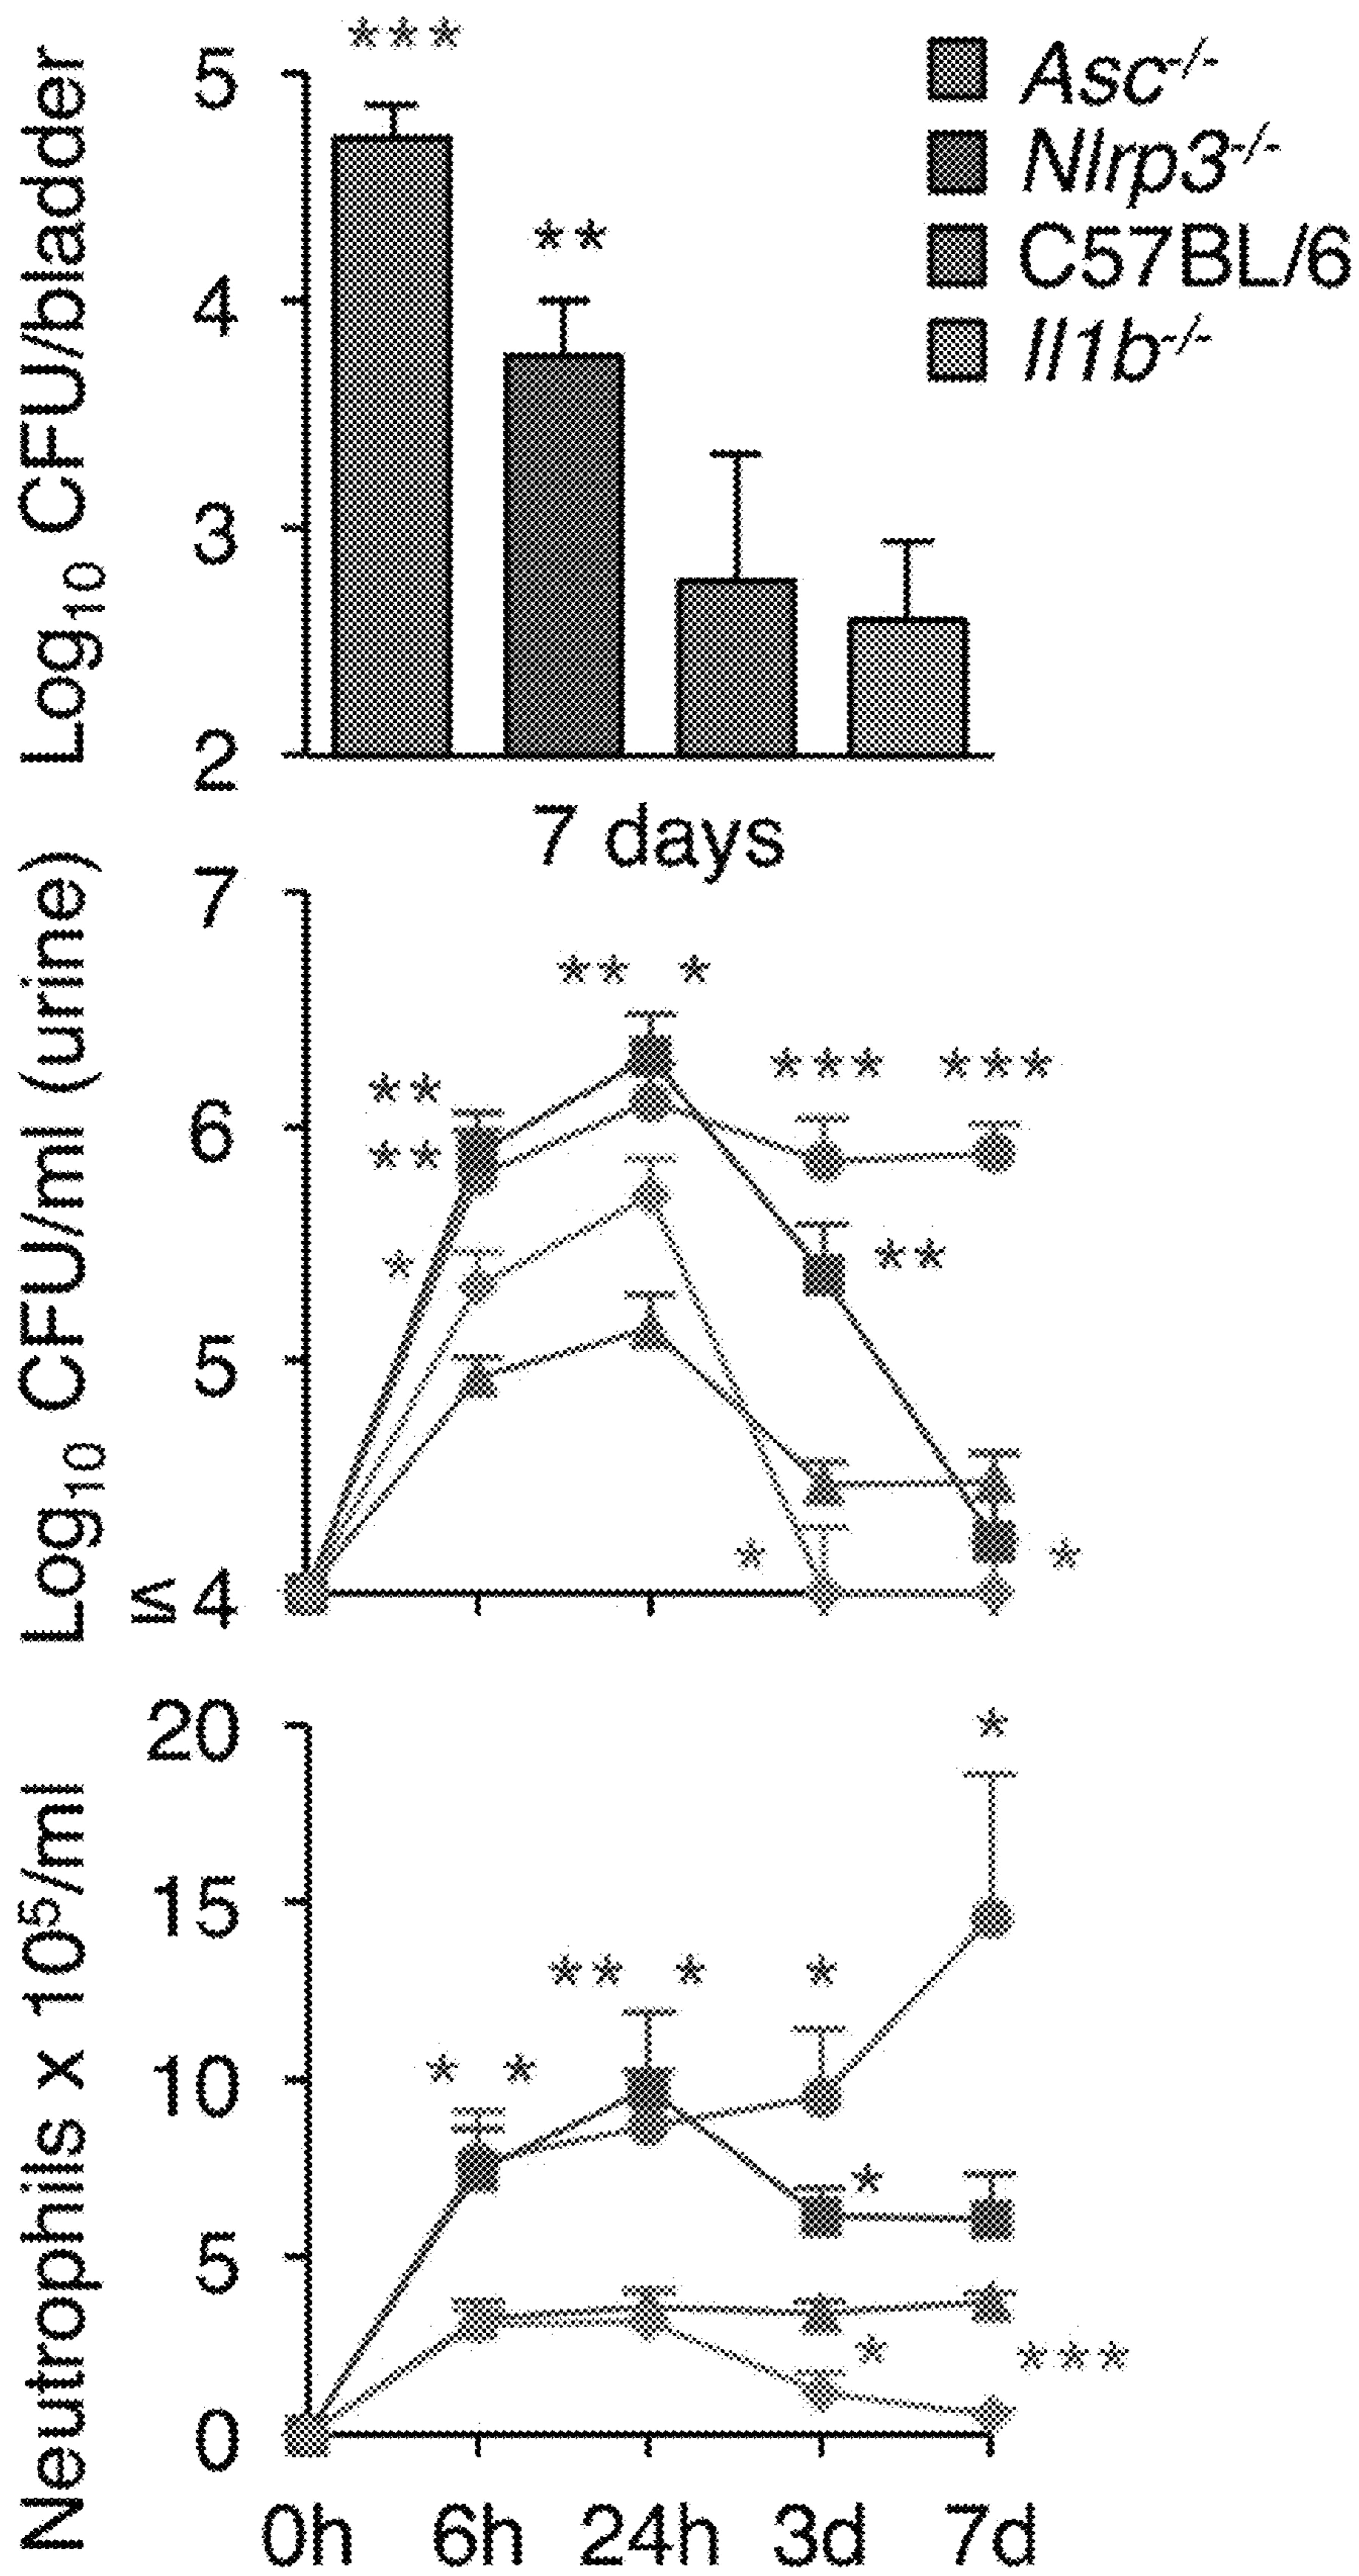 Log10 CFU/bladder
5
4
3
2
***
**
Asc-/-
Nlrp3-/-
C57BL/6
Il1b-/-
7 days
Log10 CFU/ml (urine)
7
6
5
≤4
** *
*** ***
**
**
*
**
* *
Neutrophils x 10⁵/ml
20
15
10
5
0
*
** * *
* *
*
* ***
0h 6h 24h 3d 7d